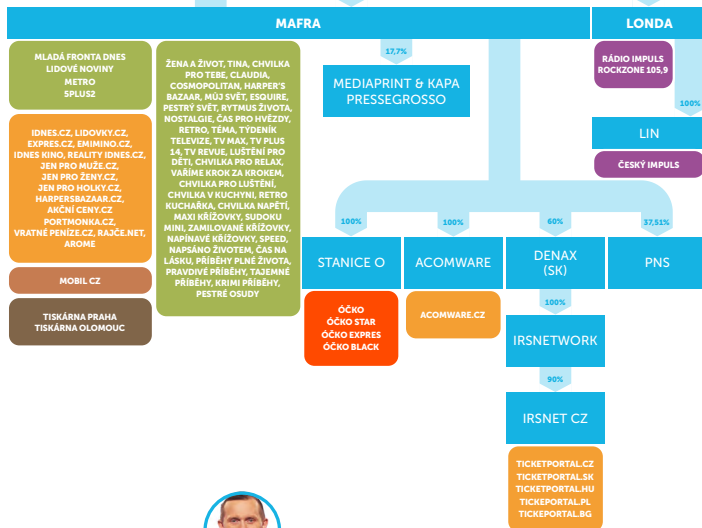 MAFRA
LONDA
MLADÁ FRONTA DNES
LIDOVÉ NOVINY
METRO
5PLUS2
IDNES.CZ, LIDOVKY.CZ,
EXPRES.CZ, EMIMINO.CZ,
IDNES KINO, REALITY IDNES.CZ,
JEN PRO MUŽE.CZ,
JEN PRO ŽENY.CZ,
JEN PRO HOLKY.CZ,
HARPERSBAZAAR.CZ,
AKČNÍ CENY.CZ
PORTMONKA.CZ,
VRATNÉ PENÍZE.CZ, RAJČE.NET,
AROME
MOBIL CZ
TISKÁRNA PRAHA
TISKÁRNA OLOMOUC
ŽENA A ŽIVOT, TINA, CHVILKA
PRO TEBE, CLAUDIA,
COSMOPOLITAN, HARPER'S
BAZAAR, MŮJ SVĚT, ESQUIRE,
PESTRÝ SVĚT, RYTMUS ŽIVOTA,
NOSTALGIE, ČAS PRO HVĚZDY,
RETRO, TÉMA, TÝDENÍK
TELEVIZE, TV MAX, TV PLUS
14, TV REVUE, LUŠTĚNÍ PRO
DĚTI, CHVILKA PRO RELAX,
VAŘÍME KROK ZA KROKEM,
CHVILKA PRO LUŠTĚNÍ,
CHVILKA V KUCHYNI, RETRO
KUCHAŘKA, CHVILKA NAPĚTÍ,
MAXI KŘÍŽOVKY, SUDOKU
MINI, ZAMILOVANÉ KŘÍŽOVKY,
NAPÍNAVÉ KŘÍŽOVKY, SPEED,
NAPSÁNO ŽIVOTEM, ČAS NA
LÁSKU, PŘÍBĚHY PLNÉ ŽIVOTA,
PRAVDIVÉ PŘÍBĚHY, TAJEMNÉ
PŘÍBĚHY, KRIMI PŘÍBĚHY,
PESTRÉ OSUDY
17,7%
MEDIAPRINT & KAPA
PRESSEGROSSO
RÁDIO IMPULS
ROCKZONE 105,9
100%
LIN
ČESKÝ IMPULS
100%
100%
60%
37,51%
STANICE O
ACOMWARE
DENAX
(SK)
PNS
ÓČKO
ÓČKO STAR
ÓČKO EXPRES
ÓČKO BLACK
ACOMWARE.CZ
100%
IRSNETWORK
90%
IRSNET CZ
TICKETPORTAL.CZ
TICKETPORTAL.SK
TICKETPORTAL.HU
TICKEPORTAL.PL
TICKEPORTAL.BG